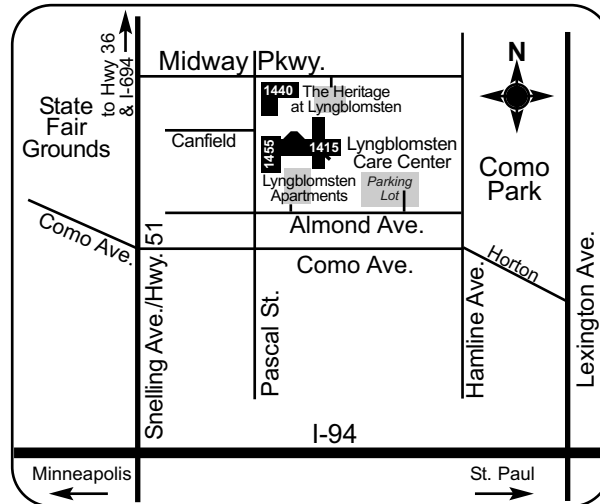 to Hwy 36
& I-694
Midway Pkwy.
N
1440
The Heritage
at Lyngblomsten
State
Fair
Grounds
Canfield
1455
1415
Lyngblomsten
Care Center
Como
Park
Lyngblomsten
Apartments
Parking
Lot
Almond Ave.
Como Ave.
Como Ave.
Horton
Snelling Ave./Hwy. 51
Pascal St.
Hamline Ave.
Lexington Ave.
I-94
Minneapolis
St. Paul